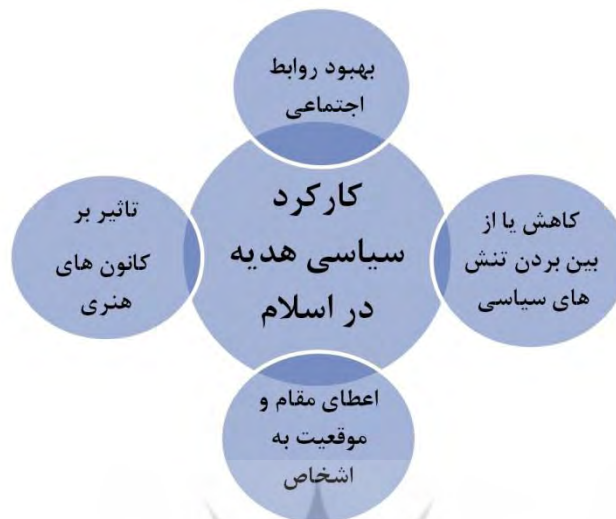 بهبود روابط
اجتماعی
کارکرد
سیاسی هدیه
در اسلام
کاهش یا از
بین بردن تنش
های سیاسی
تاثیر بر
کانون های
هنری
اعطای مقام و
موقعیت به
اشخاص